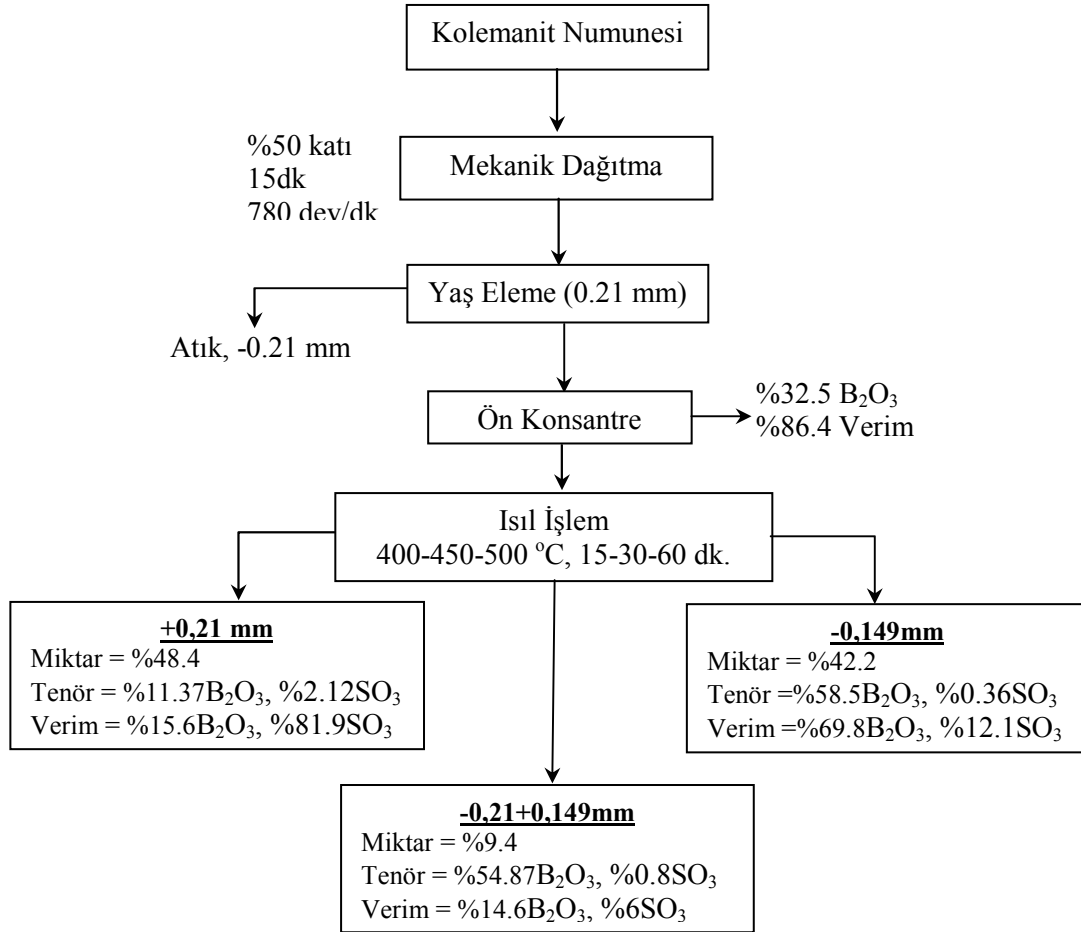 Kolemanit Numunesi
%50 katı
15dk
780 dev/dk
Mekanik Dağıtma
Yaş Eleme (0.21 mm)
Atık, -0.21 mm
Ön Konsantre
%32.5 B₂O₃
%86.4 Verim
Isıl İşlem
400-450-500 °C, 15-30-60 dk.
+0,21 mm
Miktar = %48.4
Tenör = %11.37B₂O₃, %2.12SO₃
Verim = %15.6B₂O₃, %81.9SO₃
-0,149mm
Miktar = %42.2
Tenör =%58.5B₂O₃, %0.36SO₃
Verim =%69.8B₂O₃, %12.1SO₃
-0,21+0,149mm
Miktar = %9.4
Tenör = %54.87B₂O₃, %0.8SO₃
Verim = %14.6B₂O₃, %6SO₃